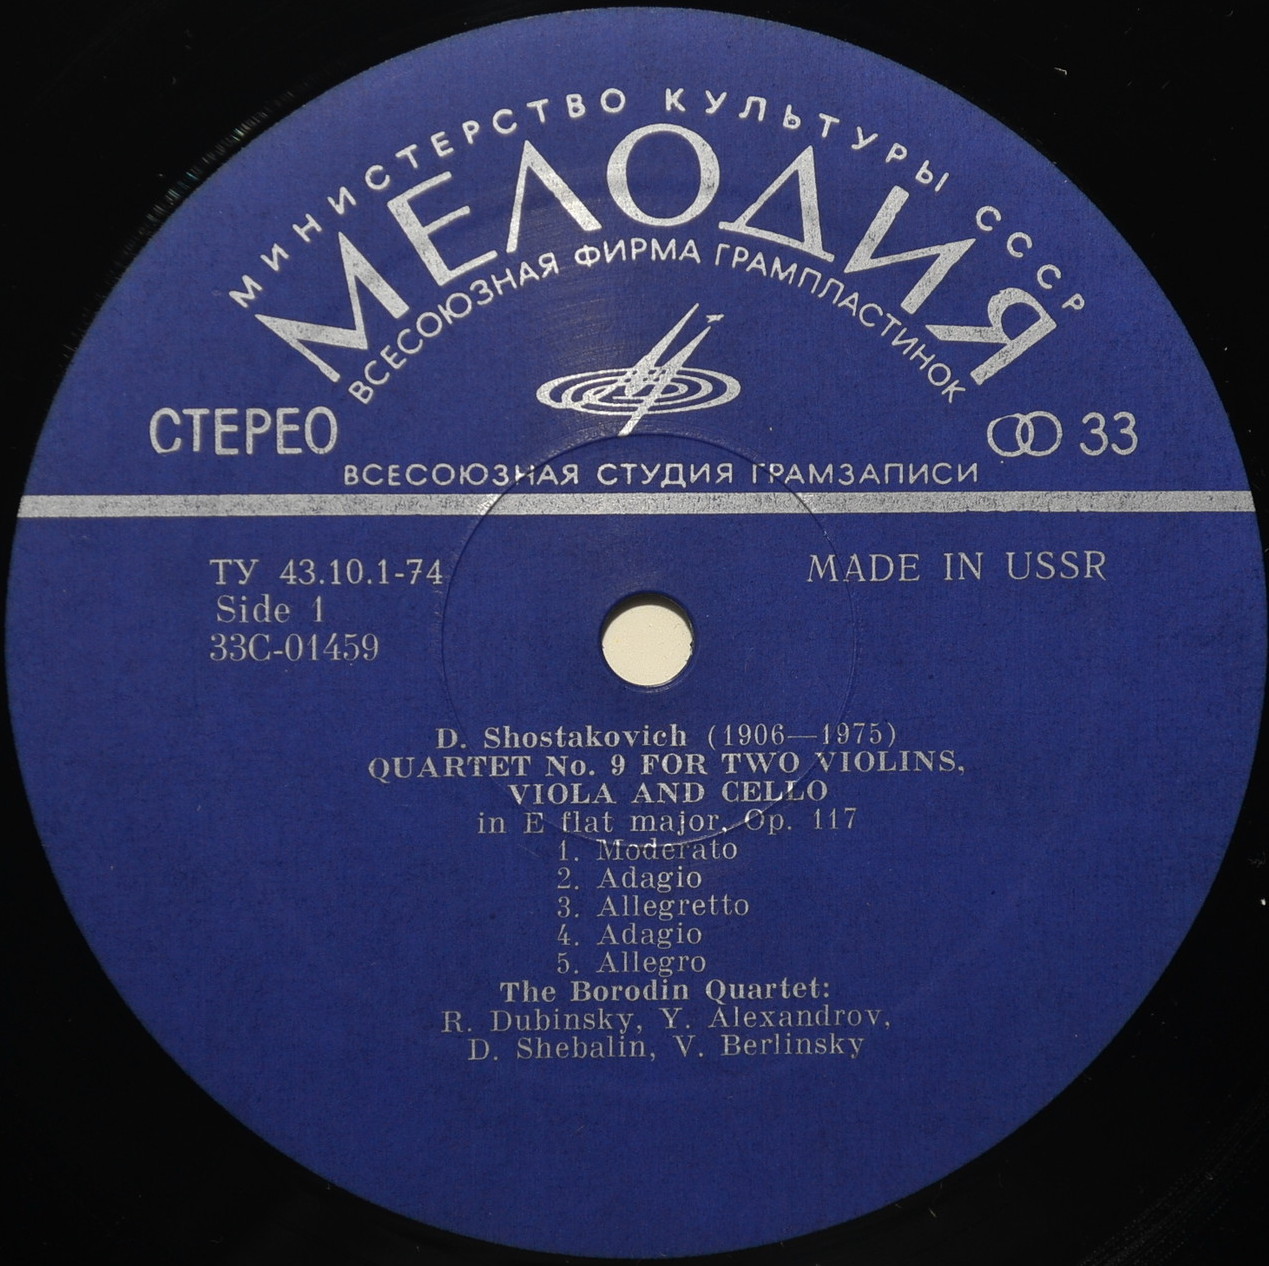 МИНИСТЕРСТВО КУЛЬТУРЫ СССР
МЕЛОДИЯ
ВСЕСОЮЗНАЯ ФИРМА ГРАМПЛАСТИНОК
СТЕРЕО
33
ВСЕСОЮЗНАЯ СТУДИЯ ГРАМЗАПИСИ
ТУ 43.10.1-74
MADE IN USSR
Side 1
33С-01459
D. Shostakovich (1906—1975)
QUARTET No. 9 FOR TWO VIOLINS,
VIOLA AND CELLO
in E flat major, Op. 117
1. Moderato
2. Adagio
3. Allegretto
4. Adagio
5. Allegro
The Borodin Quartet:
R. Dubinsky, Y. Alexandrov,
D. Shebalin, V. Berlinsky